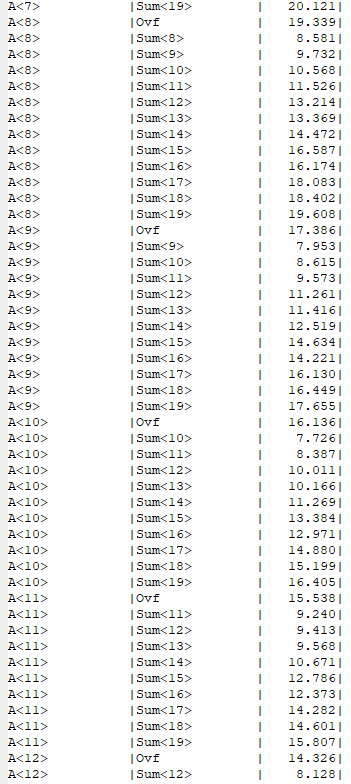 A<7> |Sum<19> | 20.121|
A<8> |Ovf | 19.339|
A<8> |Sum<8> | 8.581|
A<8> |Sum<9> | 9.732|
A<8> |Sum<10> | 10.568|
A<8> |Sum<11> | 11.526|
A<8> |Sum<12> | 13.214|
A<8> |Sum<13> | 13.369|
A<8> |Sum<14> | 14.472|
A<8> |Sum<15> | 16.587|
A<8> |Sum<16> | 16.174|
A<8> |Sum<17> | 18.083|
A<8> |Sum<18> | 18.402|
A<8> |Sum<19> | 19.608|
A<9> |Ovf | 17.386|
A<9> |Sum<9> | 7.953|
A<9> |Sum<10> | 8.615|
A<9> |Sum<11> | 9.573|
A<9> |Sum<12> | 11.261|
A<9> |Sum<13> | 11.416|
A<9> |Sum<14> | 12.519|
A<9> |Sum<15> | 14.634|
A<9> |Sum<16> | 14.221|
A<9> |Sum<17> | 16.130|
A<9> |Sum<18> | 16.449|
A<9> |Sum<19> | 17.655|
A<10> |Ovf | 16.136|
A<10> |Sum<10> | 7.726|
A<10> |Sum<11> | 8.387|
A<10> |Sum<12> | 10.011|
A<10> |Sum<13> | 10.166|
A<10> |Sum<14> | 11.269|
A<10> |Sum<15> | 13.384|
A<10> |Sum<16> | 12.971|
A<10> |Sum<17> | 14.880|
A<10> |Sum<18> | 15.199|
A<10> |Sum<19> | 16.405|
A<11> |Ovf | 15.538|
A<11> |Sum<11> | 9.240|
A<11> |Sum<12> | 9.413|
A<11> |Sum<13> | 9.568|
A<11> |Sum<14> | 10.671|
A<11> |Sum<15> | 12.786|
A<11> |Sum<16> | 12.373|
A<11> |Sum<17> | 14.282|
A<11> |Sum<18> | 14.601|
A<11> |Sum<19> | 15.807|
A<12> |Ovf | 14.326|
A<12> |Sum<12> | 8.128|